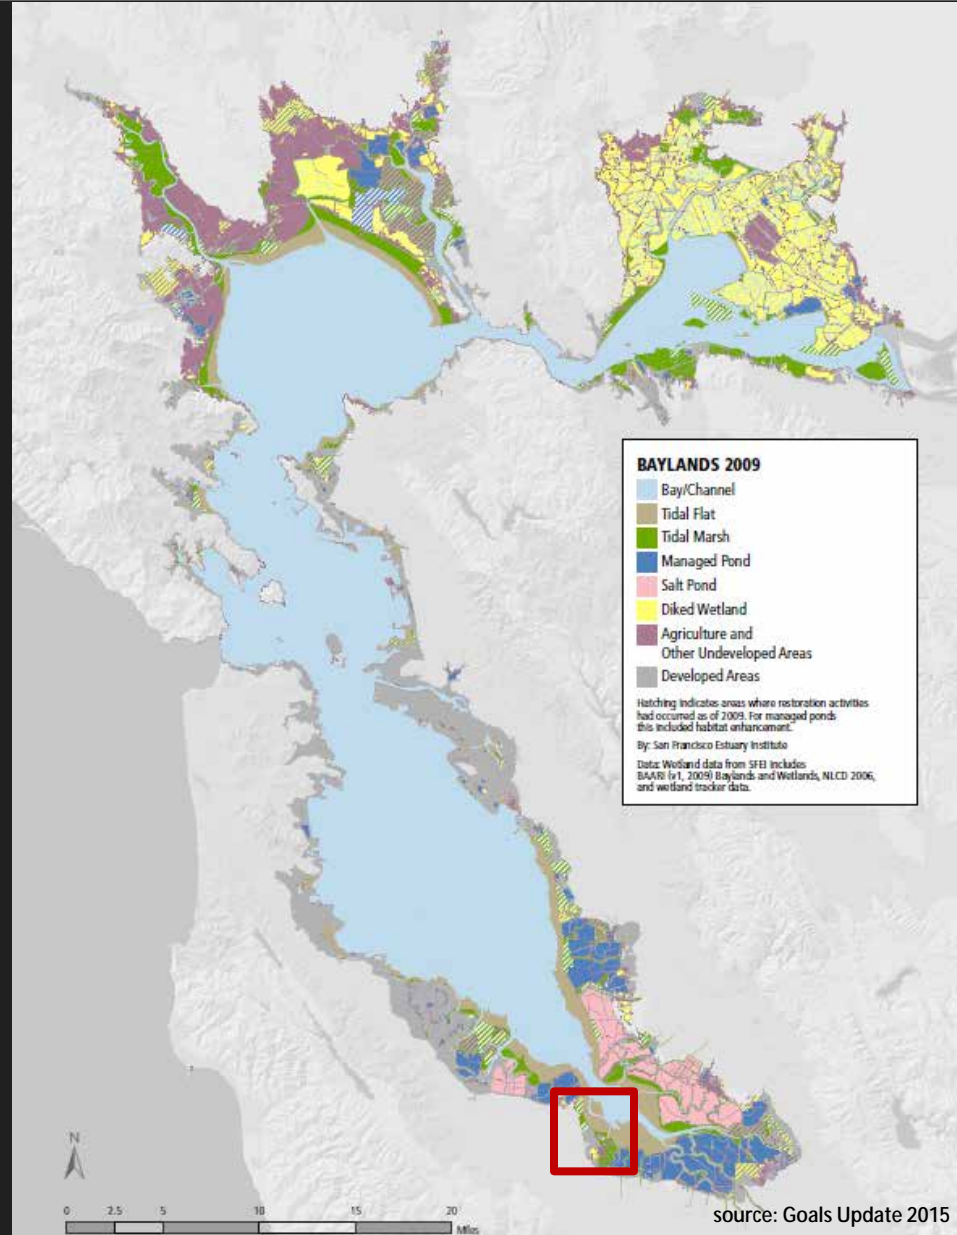 BAYLANDS 2009
Bay/Channel
Tidal Flat
Tidal Marsh
Managed Pond
Salt Pond
Diked Wetland
Agriculture and
Other Undeveloped Areas
Developed Areas
Hatching indicates areas where restoration activities
had occurred as of 2009. For managed ponds
this included habitat enhancement.
By: San Francisco Estuary Institute
Data: Wetland data from SFEI includes
BAARI (v1, 2009) Baylands and Wetlands, NLCD 2006,
and wetland tracker data.
N
0 2.5 5 10 15 20
Miles
source: Goals Update 2015